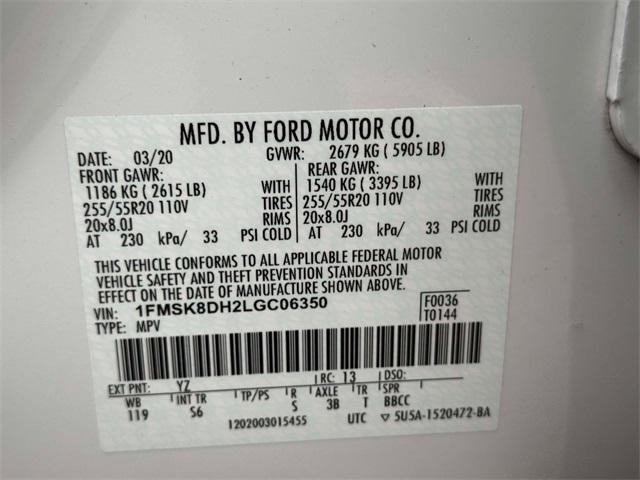 MFD. BY FORD MOTOR CO.
DATE: 03/20 GVWR: 2679 KG (5905 LB)
FRONT GAWR: REAR GAWR:
1186 KG (2615 LB) WITH 1540 KG (3395 LB) WITH
255/55R20 110V TIRES 255/55R20 110V TIRES
20x8.0J RIMS 20x8.0J RIMS
AT 230 kPa/ 33 PSI COLD AT 230 kPa/ 33 PSI COLD
THIS VEHICLE CONFORMS TO ALL APPLICABLE FEDERAL MOTOR
VEHICLE SAFETY AND THEFT PREVENTION STANDARDS IN
EFFECT ON THE DATE OF MANUFACTURE SHOWN ABOVE.
VIN: 1FMSK8DH2LGC06350 F0036
TYPE: MPV T0144
EXT PNT: YZ RC: 13 DSO:
WB INT TR TP/PS R AXLE TR SPR
119 S6 S 3B T BBCC
1202003015455 UTC ▽ 5U5A-1520472-BA